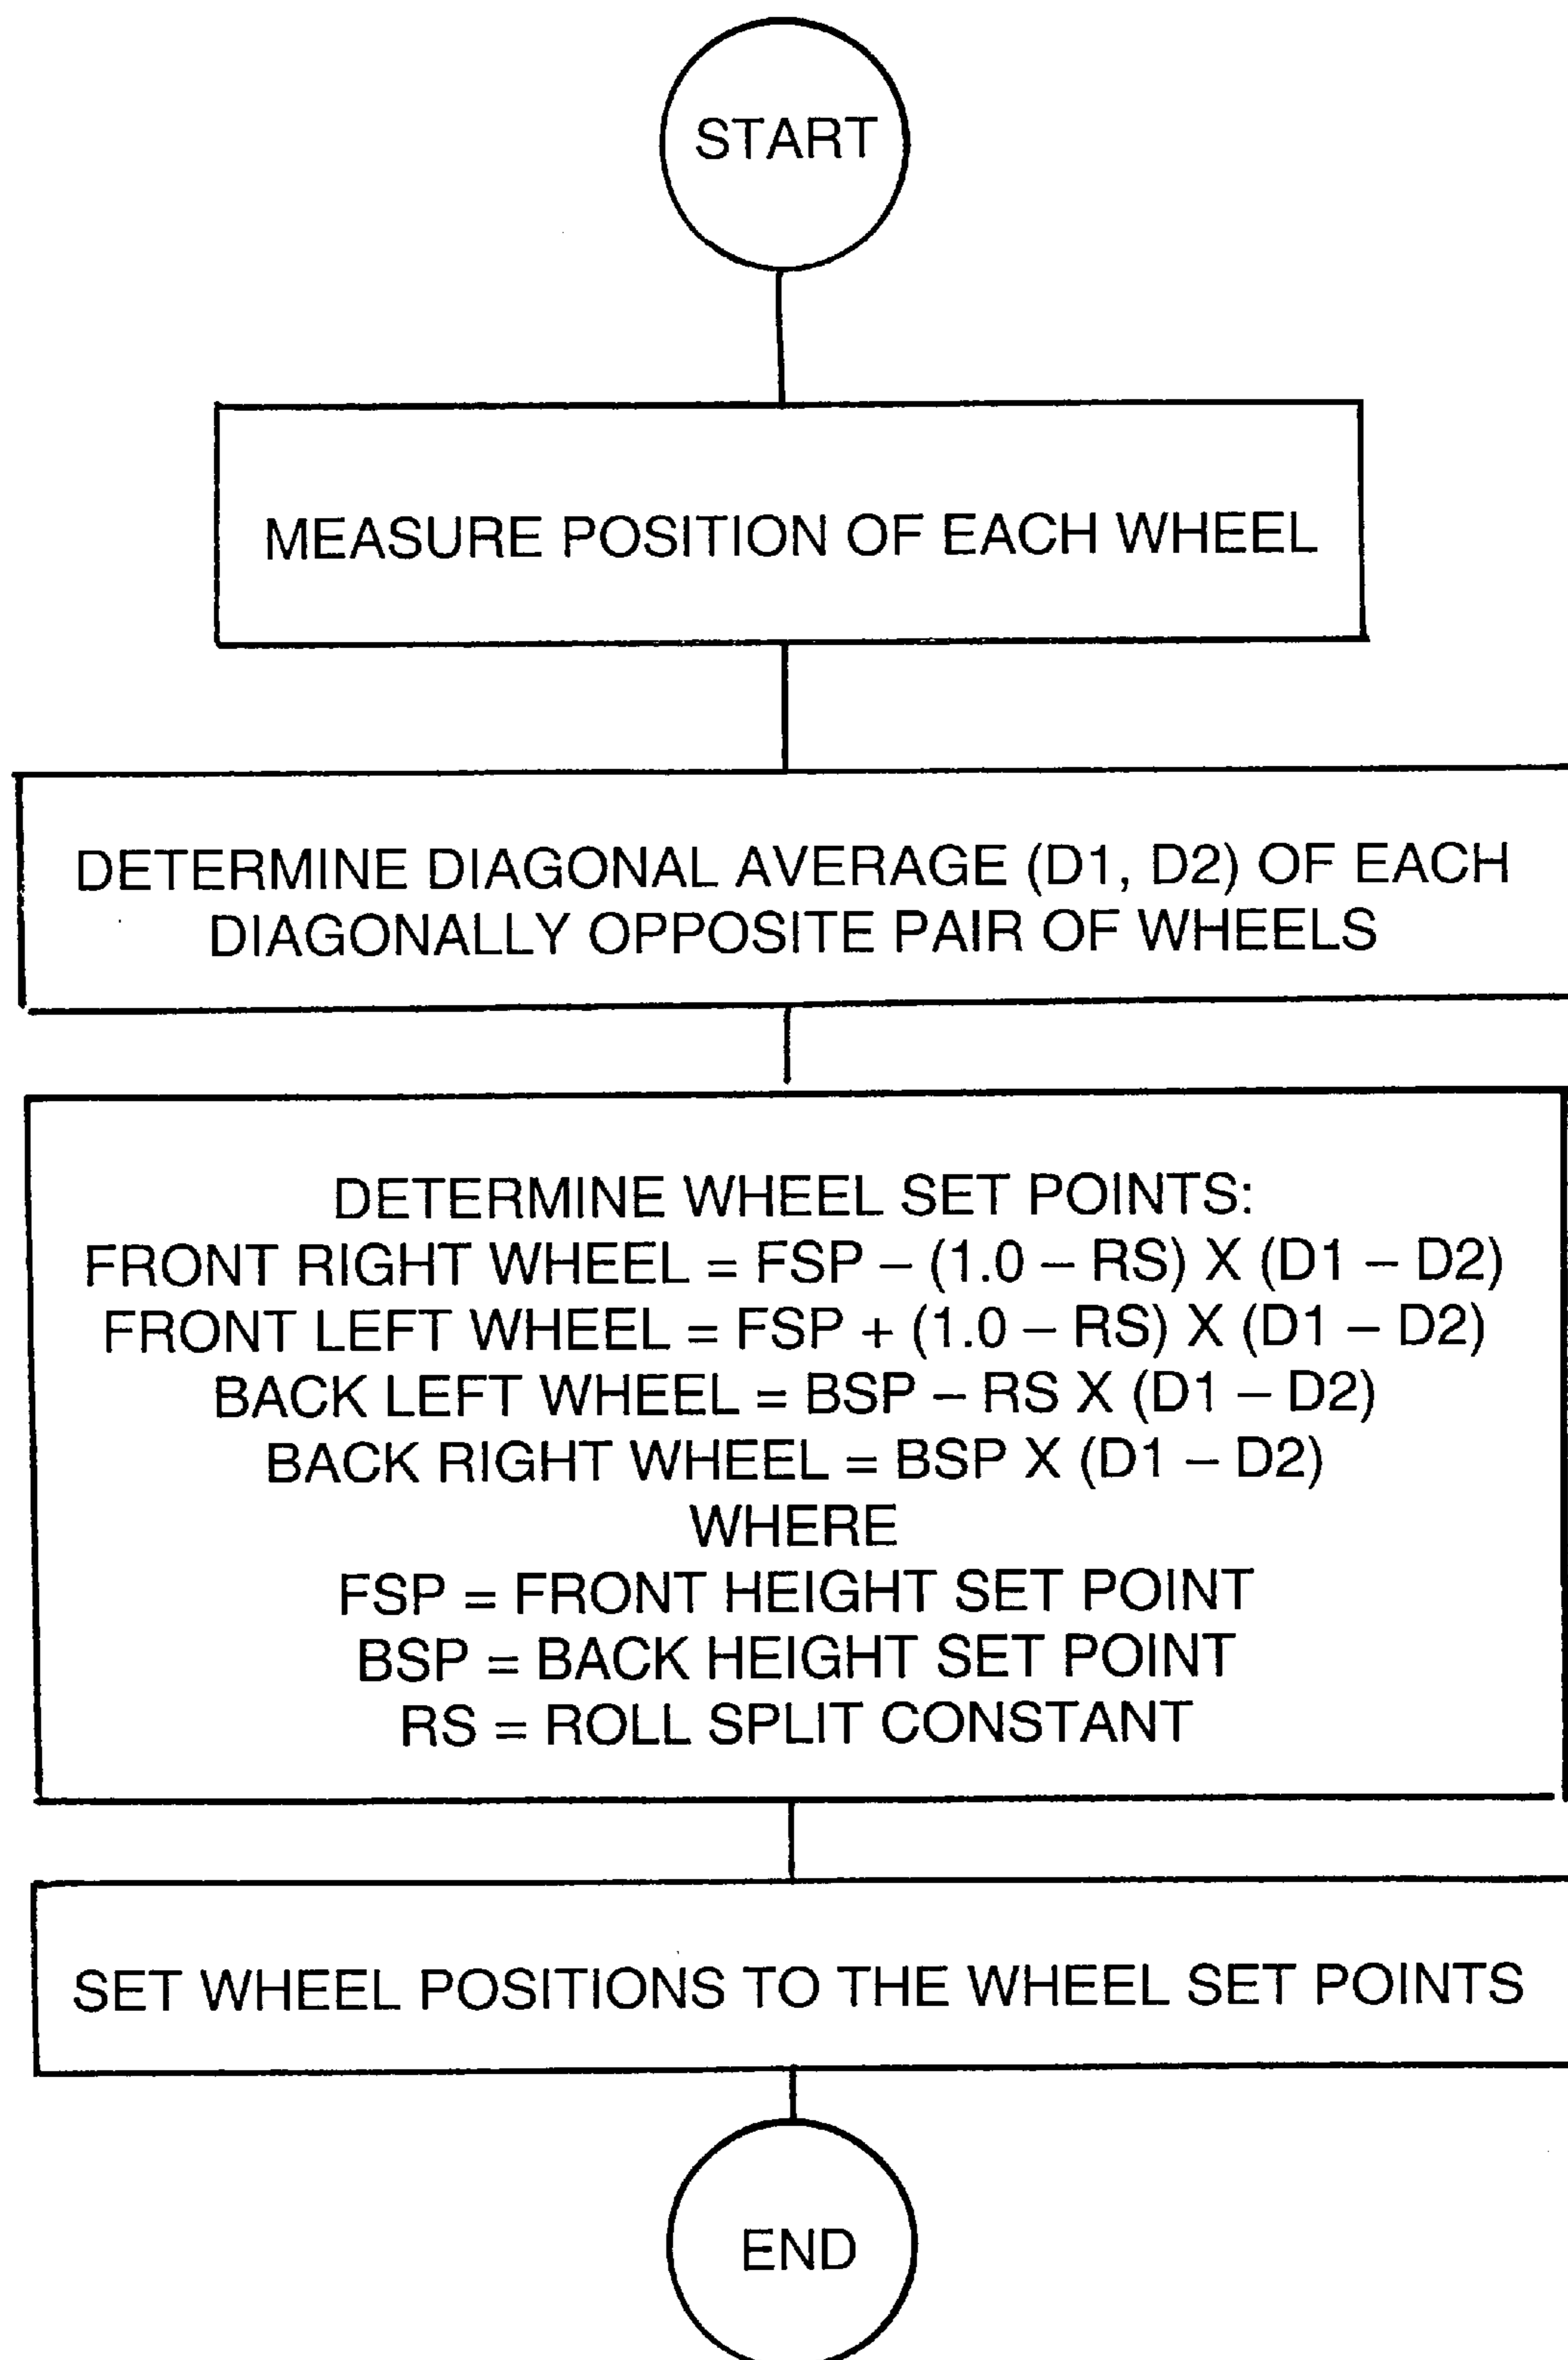 START
MEASURE POSITION OF EACH WHEEL
DETERMINE DIAGONAL AVERAGE (D1, D2) OF EACH
DIAGONALLY OPPOSITE PAIR OF WHEELS
DETERMINE WHEEL SET POINTS:
FRONT RIGHT WHEEL = FSP – (1.0 – RS) X (D1 – D2)
FRONT LEFT WHEEL = FSP + (1.0 – RS) X (D1 – D2)
BACK LEFT WHEEL = BSP – RS X (D1 – D2)
BACK RIGHT WHEEL = BSP X (D1 – D2)
WHERE
FSP = FRONT HEIGHT SET POINT
BSP = BACK HEIGHT SET POINT
RS = ROLL SPLIT CONSTANT
SET WHEEL POSITIONS TO THE WHEEL SET POINTS
END